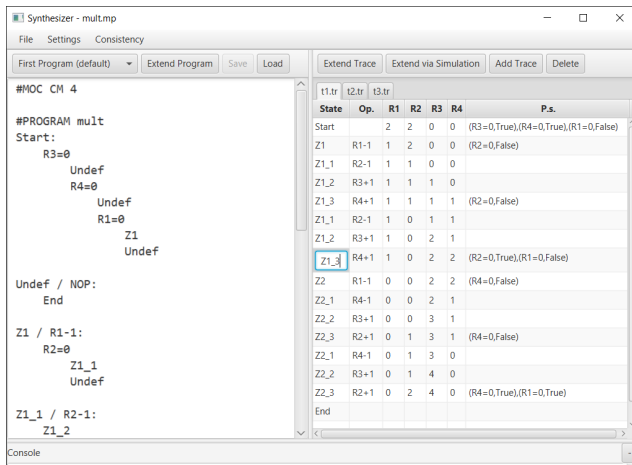 Synthesizer - mult.mp
File Settings Consistency
First Program (default) Extend Program Save Load
#MOC CM 4
#PROGRAM mult
Start:
R3=0
Undef
R4=0
Undef
R1=0
Z1
Undef
Undef / NOP:
End
Z1 / R1-1:
R2=0
Z1_1
Undef
Z1_1 / R2-1:
Z1_2
Extend Trace Extend via Simulation Add Trace Delete
t1.tr t2.tr t3.tr
State Op. R1 R2 R3 R4 P.s.
Start 2 2 0 0 (R3=0,True),(R4=0,True),(R1=0,False)
Z1 R1-1 1 2 0 0 (R2=0,False)
Z1_1 R2-1 1 1 0 0
Z1_2 R3+1 1 1 1 0
Z1_3 R4+1 1 1 1 1 (R2=0,False)
Z1_1 R2-1 1 0 1 1
Z1_2 R3+1 1 0 2 1
Z1_3 R4+1 1 0 2 2 (R2=0,True),(R1=0,False)
Z2 R1-1 0 0 2 2 (R4=0,False)
Z2_1 R4-1 0 0 2 1
Z2_2 R3+1 0 0 3 1
Z2_3 R2+1 0 1 3 1 (R4=0,False)
Z2_1 R4-1 0 1 3 0
Z2_2 R3+1 0 1 4 0
Z2_3 R2+1 0 2 4 0 (R4=0,True),(R1=0,True)
End
Console